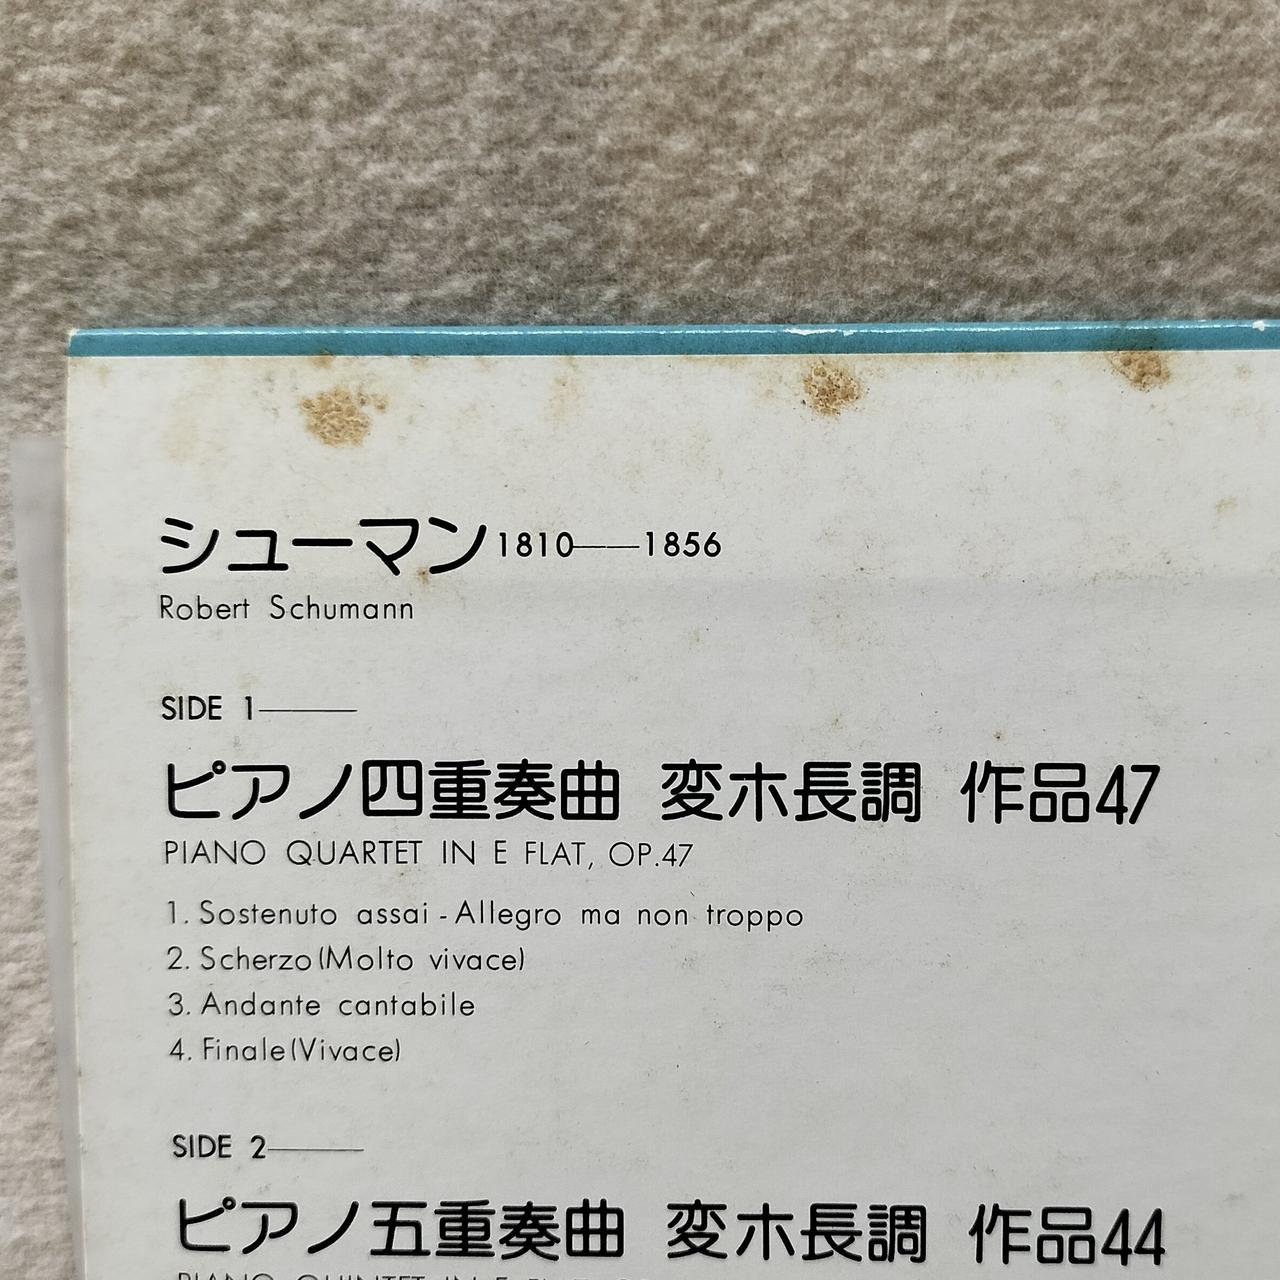 シューマン1810——1856
Robert Schumann
SIDE 1———
ピアノ四重奏曲 変ホ長調 作品47
PIANO QUARTET IN E FLAT, OP.47
1. Sostenuto assai - Allegro ma non troppo
2. Scherzo (Molto vivace)
3. Andante cantabile
4. Finale (Vivace)
SIDE 2———
ピアノ五重奏曲 変ホ長調 作品44
PIANO QUINTET IN E